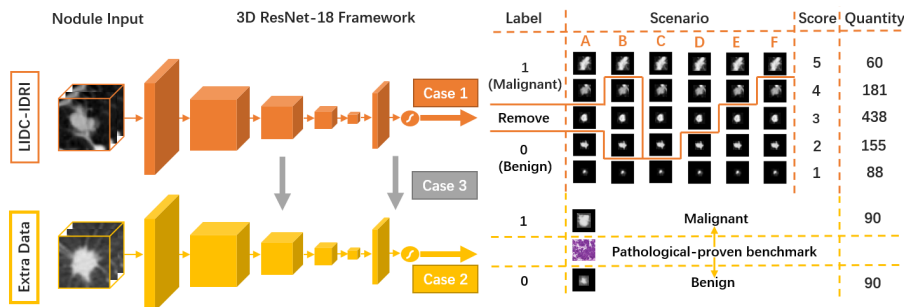 Nodule Input
3D ResNet-18 Framework
Label
Scenario
Score
Quantity
A B C D E F
LIDC-IDRI
Case 1
1
(Malignant)
Remove
0
(Benign)
5 60
4 181
3 438
2 155
1 88
Case 3
Extra Data
Case 2
1
Malignant
90
Pathological-proven benchmark
0
Benign
90